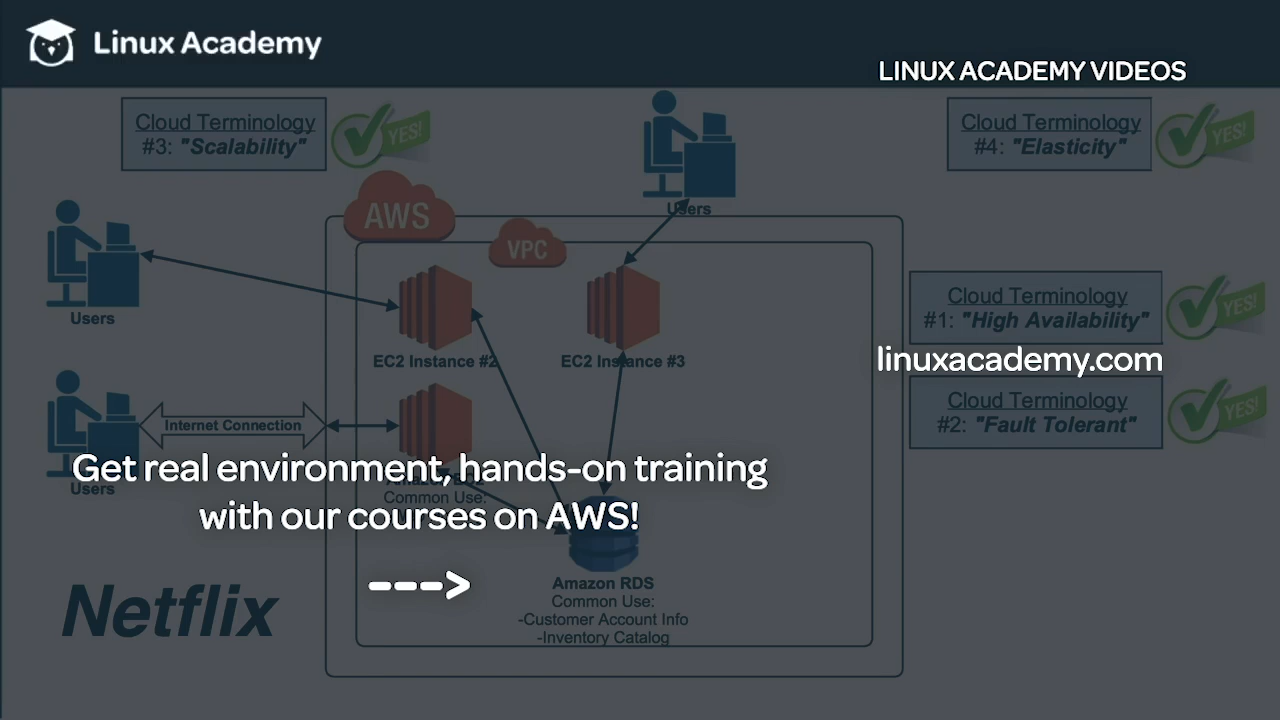 Linux Academy
LINUX ACADEMY VIDEOS
Cloud Terminology
#3: "Scalability"
YES!
Cloud Terminology
#4: "Elasticity"
YES!
Users
AWS
VPC
Users
EC2 Instance #2
EC2 Instance #3
Cloud Terminology
#1: "High Availability"
YES!
linuxacademy.com
Cloud Terminology
#2: "Fault Tolerant"
YES!
Internet Connection
Users
Get real environment, hands-on training
with our courses on AWS!
--->
Common Use:
Netflix
Amazon RDS
Common Use:
-Customer Account Info
-Inventory Catalog